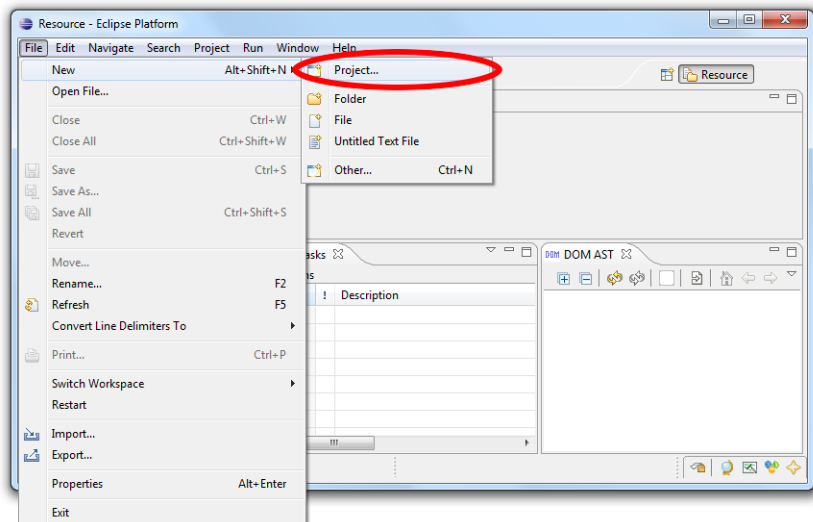 Resource - Eclipse Platform
File Edit Navigate Search Project Run Window Help
New Alt+Shift+N
Project...
Resource
Open File...
Folder
Close Ctrl+W
File
Close All Ctrl+Shift+W
Untitled Text File
Save Ctrl+S
Other... Ctrl+N
Save As...
Save All Ctrl+Shift+S
Revert
Move...
asks
DOM DOM AST
Rename... F2
Refresh F5
! Description
Convert Line Delimiters To
Print... Ctrl+P
Switch Workspace
Restart
Import...
Export...
Properties Alt+Enter
Exit